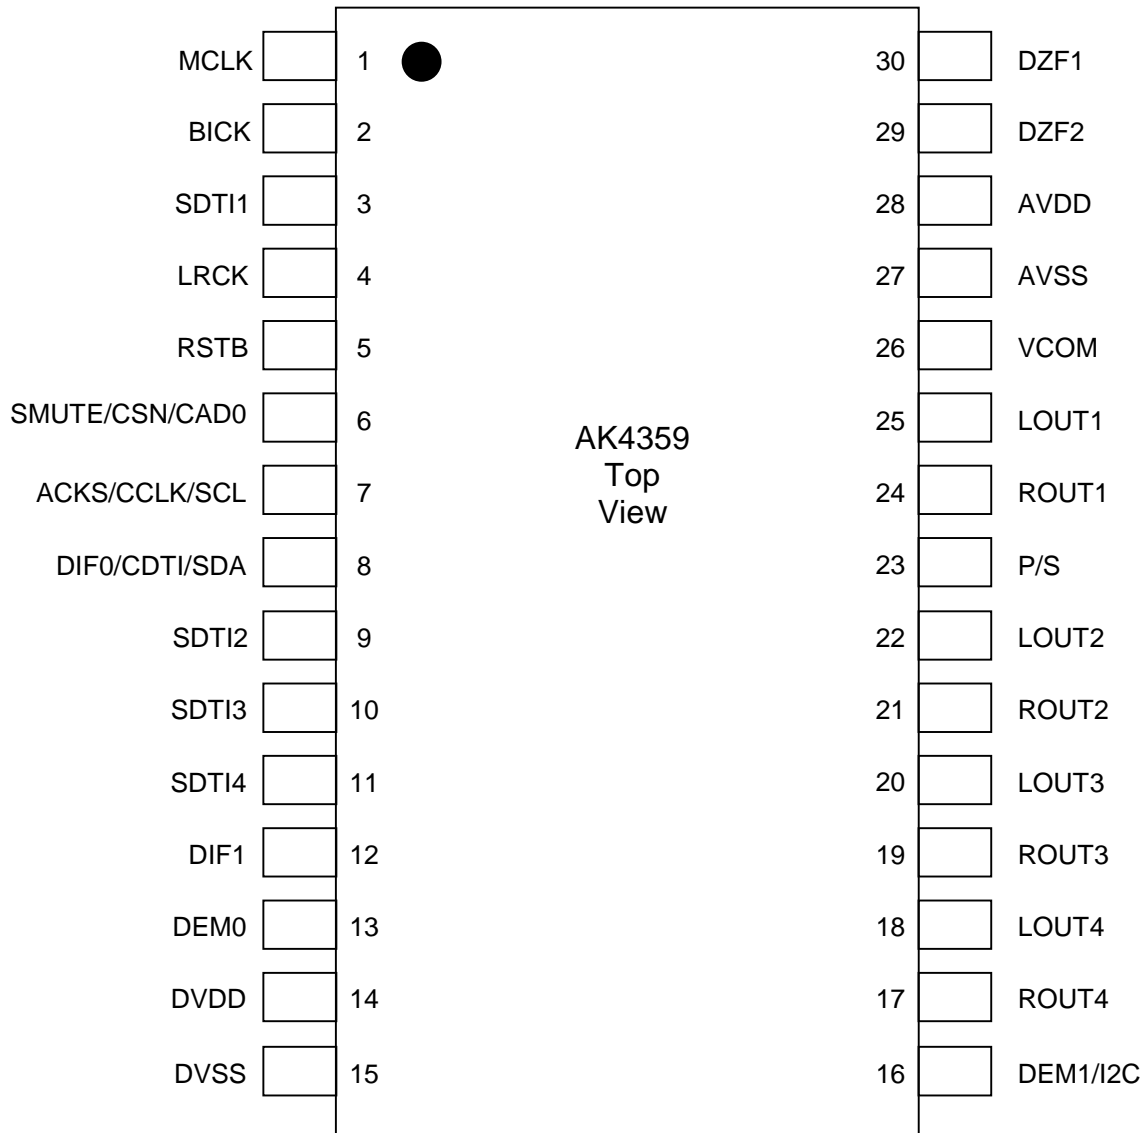 MCLK 1 30 DZF1
BICK 2 29 DZF2
SDTI1 3 28 AVDD
LRCK 4 27 AVSS
RSTB 5 26 VCOM
SMUTE/CSN/CAD0 6 25 LOUT1
AK4359
Top
View
ACKS/CCLK/SCL 7 24 ROUT1
DIF0/CDTI/SDA 8 23 P/S
SDTI2 9 22 LOUT2
SDTI3 10 21 ROUT2
SDTI4 11 20 LOUT3
DIF1 12 19 ROUT3
DEM0 13 18 LOUT4
DVDD 14 17 ROUT4
DVSS 15 16 DEM1/I2C